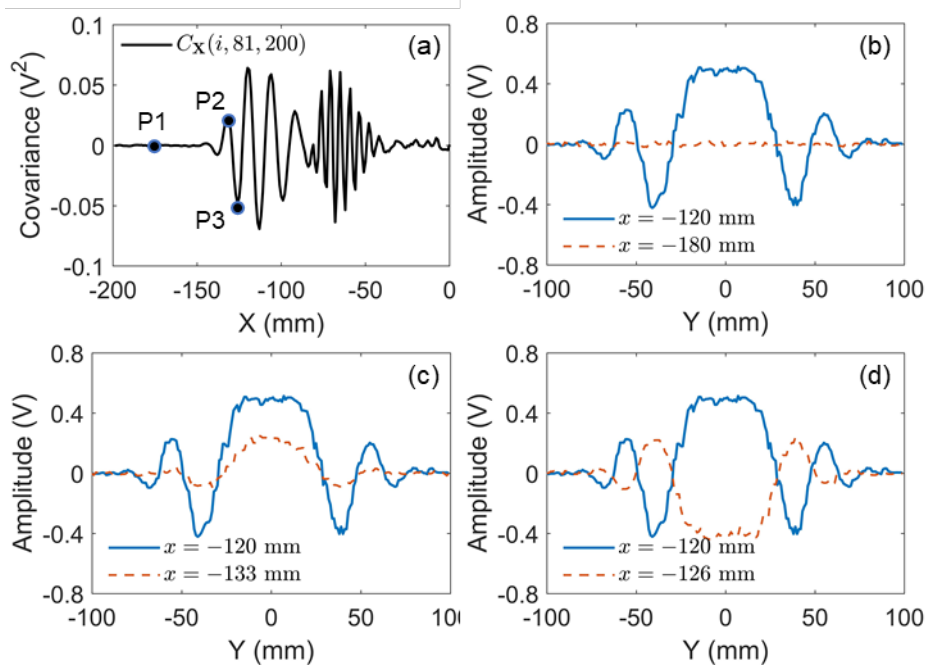 0.1
0.05
0
-0.05
-0.1
-200
-150
-100
-50
0
Covariance (V²)
X (mm)
C_X(i, 81, 200)
P1
P2
P3
(a)
0.8
0.4
0
-0.4
-0.8
-100
-50
0
50
100
Amplitude (V)
Y (mm)
x = −120 mm
x = −180 mm
(b)
0.8
0.4
0
-0.4
-0.8
-100
-50
0
50
100
Amplitude (V)
Y (mm)
x = −120 mm
x = −133 mm
(c)
0.8
0.4
0
-0.4
-0.8
-100
-50
0
50
100
Amplitude (V)
Y (mm)
x = −120 mm
x = −126 mm
(d)